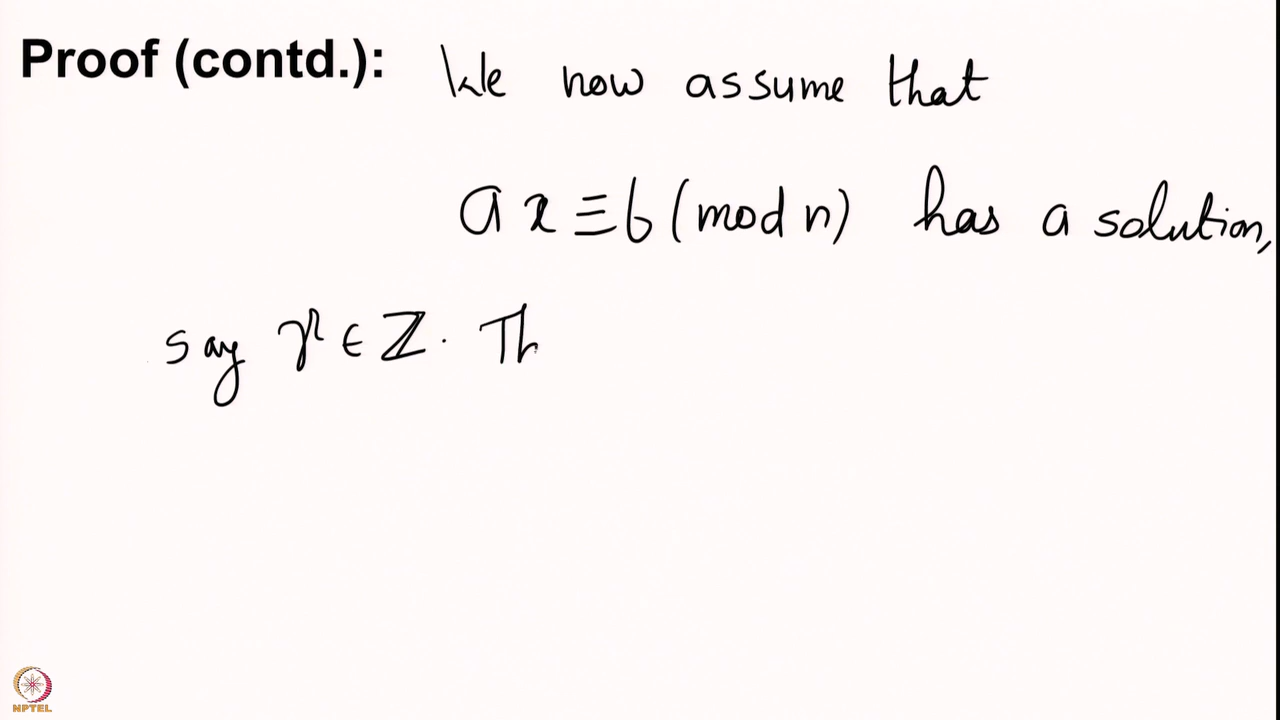 Proof (contd.): We now assume that
ax ≡ b (mod n) has a solution,
say r ∈ ℤ. Th
NPTEL